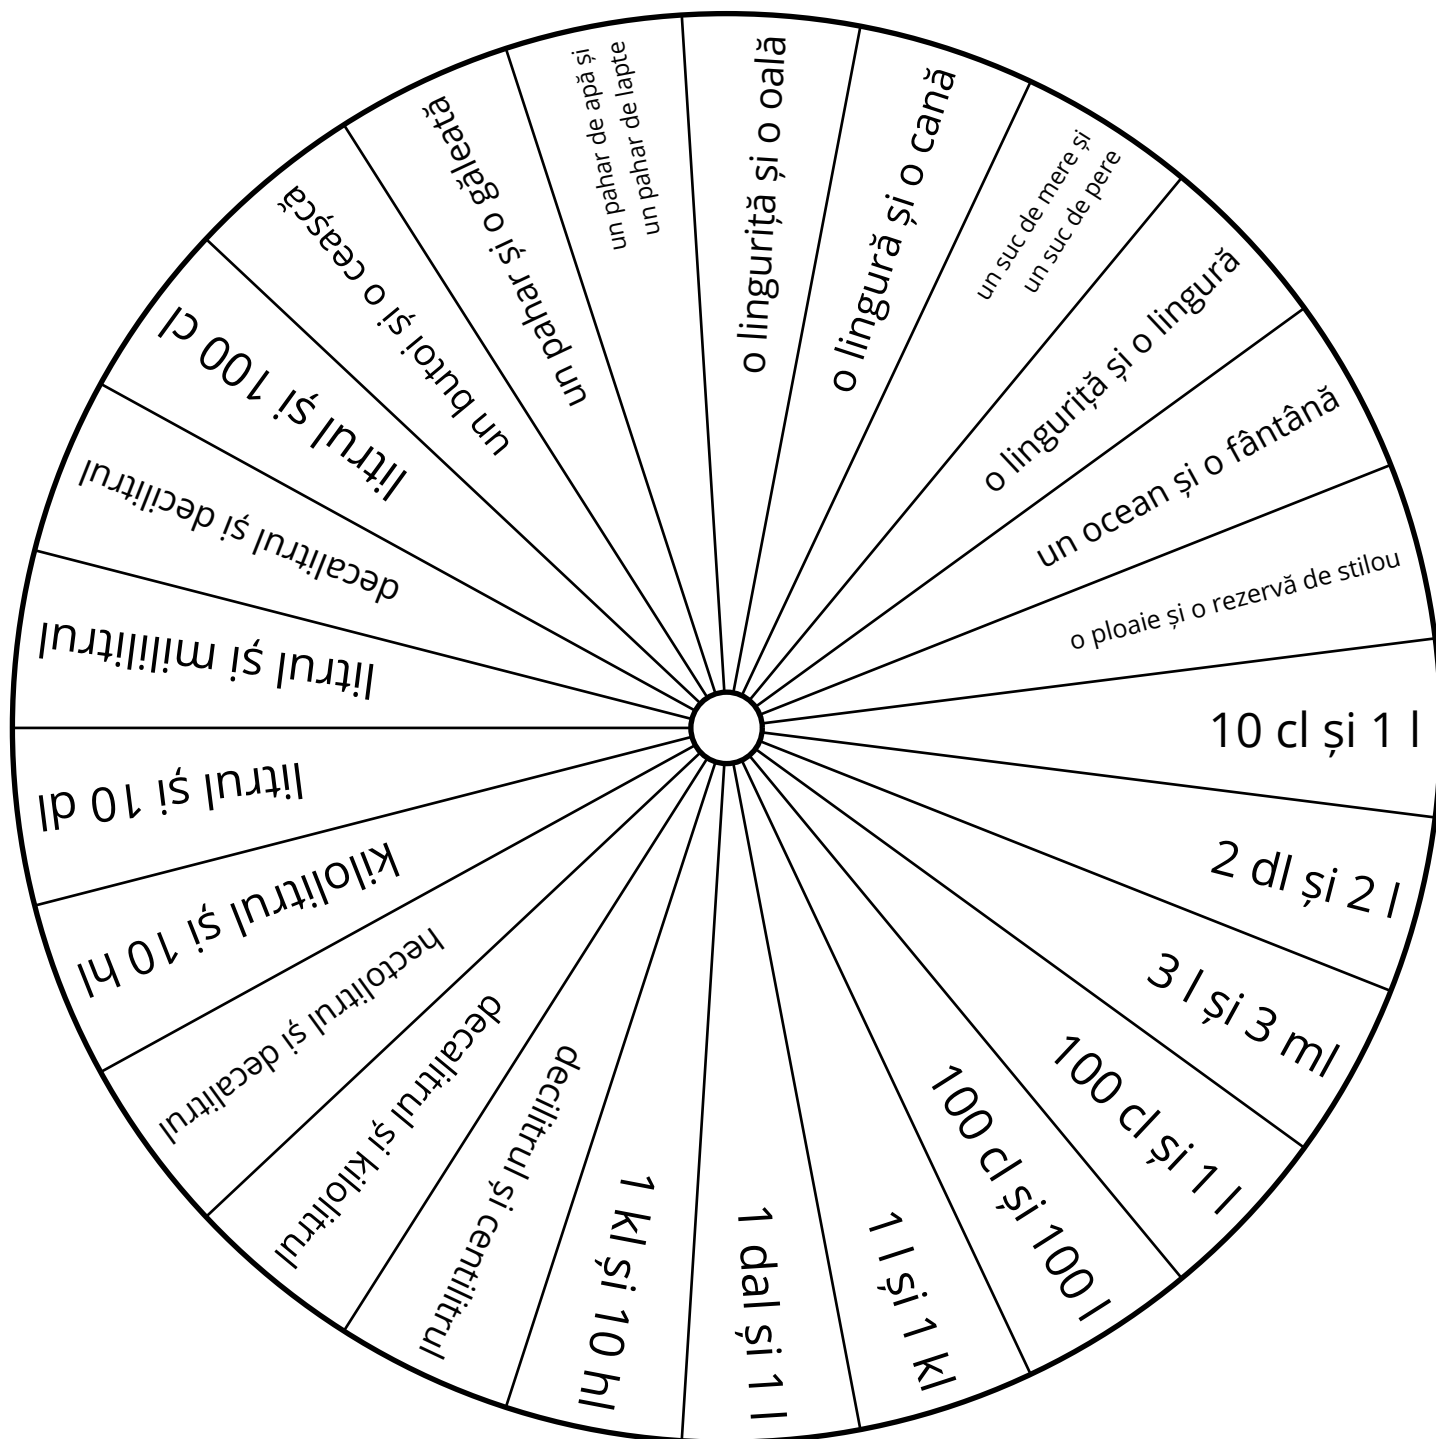 o linguriță și o oală
o lingură și o cană
un suc de mere și
un suc de pere
o linguriță și o lingură
un ocean și o fântână
o ploaie și o rezervă de stilou
10 cl și 1 l
2 dl și 2 l
3 l și 3 ml
100 cl și 1 l
100 cl și 100 l
1 l și 1 kl
1 dal și 1 l
1 kl și 10 hl
decilitrul și centilitrul
decalitrul și kilolitrul
hectolitrul și decalitrul
kilolitrul și 10 hl
litrul și 10 dl
litrul și mililitrul
decalitrul și decilitrul
litrul și 100 cl
un butoi și o ceașcă
un pahar și o găleată
un pahar de apă și
un pahar de lapte